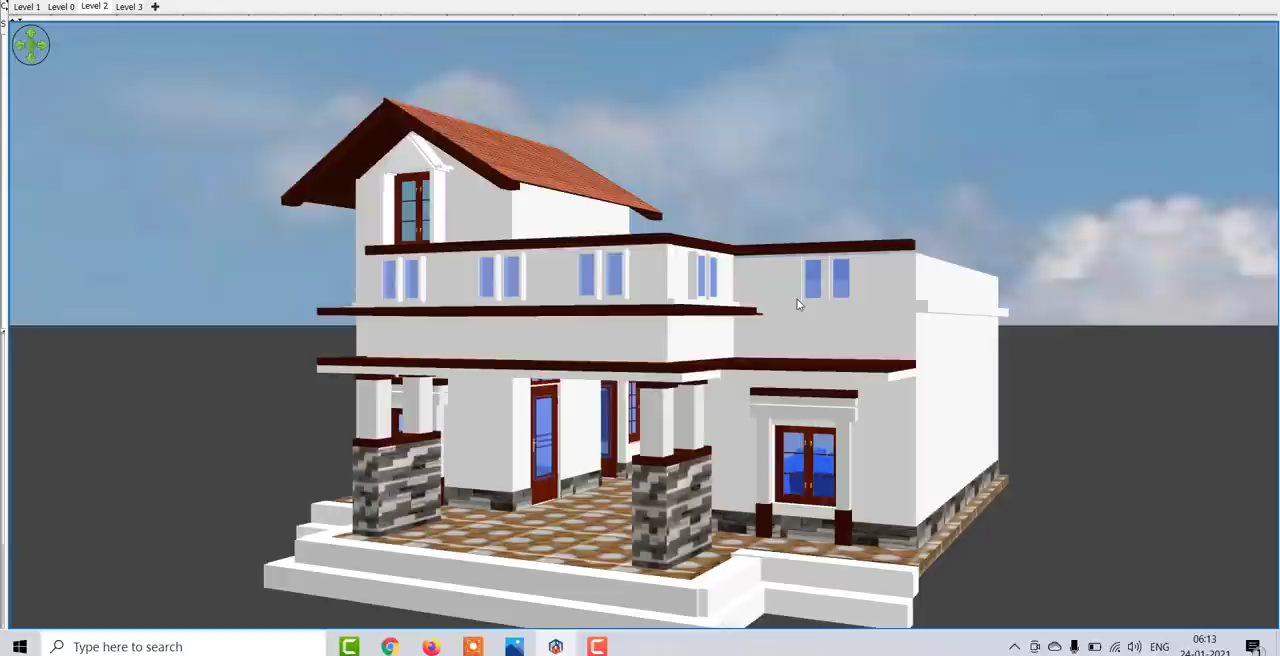 Level 1 Level 0 Level 2 Level 3
Type here to search
ENG
06:13
24-01-2021